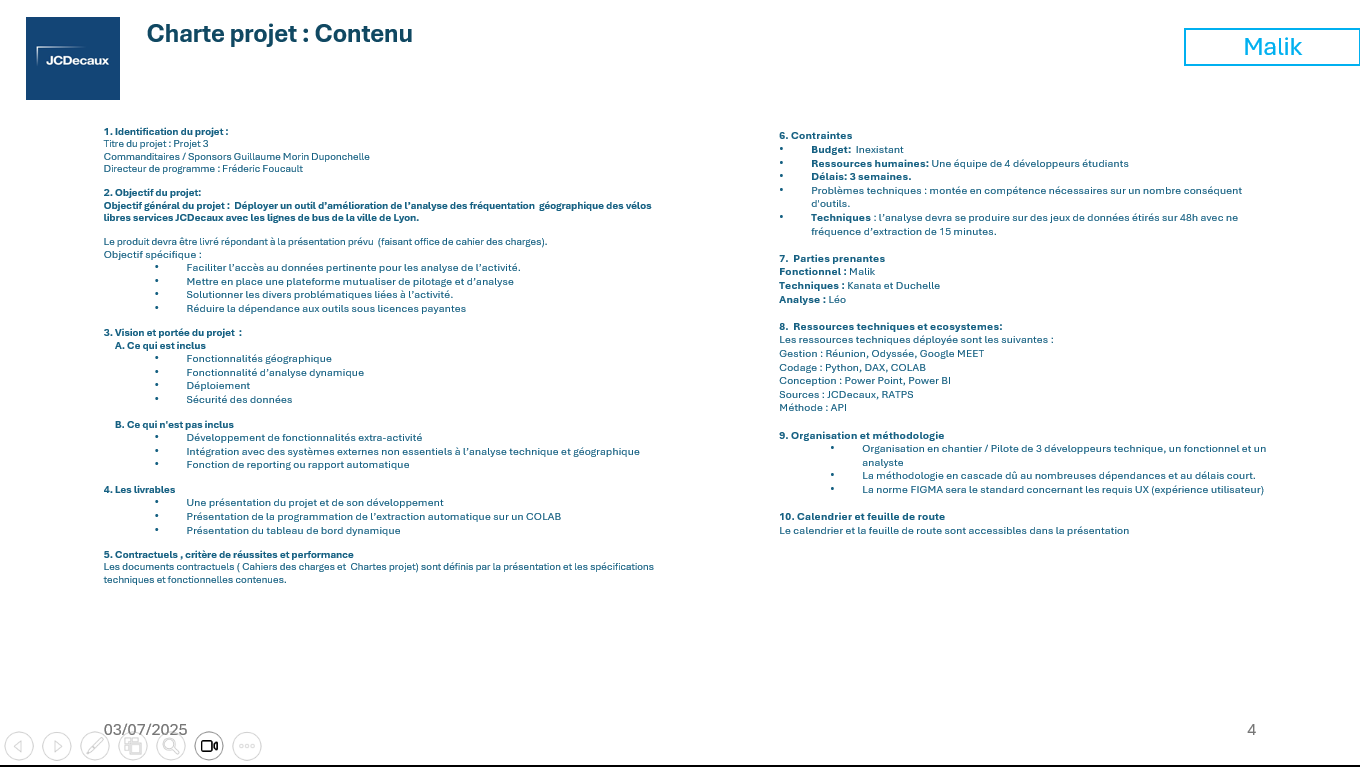 JCDecaux
Charte projet : Contenu
Malik
1. Identification du projet :
Titre du projet : Projet 3
Commanditaires / Sponsors Guillaume Morin Duponchelle
Directeur de programme : Fréderic Foucault
2. Objectif du projet:
Objectif général du projet : Déployer un outil d’amélioration de l’analyse des fréquentation géographique des vélos
libres services JCDecaux avec les lignes de bus de la ville de Lyon.
Le produit devra être livré répondant à la présentation prévu (faisant office de cahier des charges).
Objectif spécifique :
• Faciliter l’accès au données pertinente pour les analyse de l’activité.
• Mettre en place une plateforme mutualiser de pilotage et d’analyse
• Solutionner les divers problématiques liées à l’activité.
• Réduire la dépendance aux outils sous licences payantes
3. Vision et portée du projet :
A. Ce qui est inclus
• Fonctionnalités géographique
• Fonctionnalité d’analyse dynamique
• Déploiement
• Sécurité des données
B. Ce qui n'est pas inclus
• Développement de fonctionnalités extra-activité
• Intégration avec des systèmes externes non essentiels à l’analyse technique et géographique
• Fonction de reporting ou rapport automatique
4. Les livrables
• Une présentation du projet et de son développement
• Présentation de la programmation de l’extraction automatique sur un COLAB
• Présentation du tableau de bord dynamique
5. Contractuels , critère de réussites et performance
Les documents contractuels ( Cahiers des charges et Chartes projet) sont définis par la présentation et les spécifications
techniques et fonctionnelles contenues.
6. Contraintes
• Budget: Inexistant
• Ressources humaines: Une équipe de 4 développeurs étudiants
• Délais: 3 semaines.
• Problèmes techniques : montée en compétence nécessaires sur un nombre conséquent
d'outils.
• Techniques : l’analyse devra se produire sur des jeux de données étirés sur 48h avec ne
fréquence d’extraction de 15 minutes.
7. Parties prenantes
Fonctionnel : Malik
Techniques : Kanata et Duchelle
Analyse : Léo
8. Ressources techniques et ecosystemes:
Les ressources techniques déployée sont les suivantes :
Gestion : Réunion, Odyssée, Google MEET
Codage : Python, DAX, COLAB
Conception : Power Point, Power BI
Sources : JCDecaux, RATPS
Méthode : API
9. Organisation et méthodologie
• Organisation en chantier / Pilote de 3 développeurs technique, un fonctionnel et un
analyste
• La méthodologie en cascade dû au nombreuses dépendances et au délais court.
• La norme FIGMA sera le standard concernant les requis UX (expérience utilisateur)
10. Calendrier et feuille de route
Le calendrier et la feuille de route sont accessibles dans la présentation
03/07/2025
4